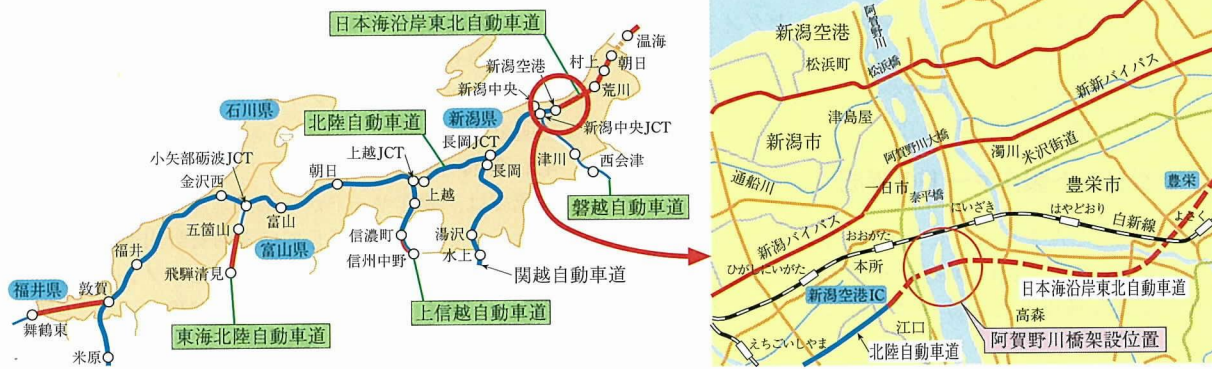 日本海沿岸東北自動車道
温海
新潟空港
村上
朝日
新潟中央
荒川
石川県
北陸自動車道
新潟県
新潟中央JCT
長岡JCT
小矢部砺波JCT
上越JCT
津川
西会津
長岡
金沢西
朝日
上越
磐越自動車道
富山
五箇山
信濃町
湯沢
福井
富山県
信州中野
水上
関越自動車道
飛騨清見
福井県
敦賀
上信越自動車道
舞鶴東
東海北陸自動車道
米原
新潟空港
阿賀野川
松浜町
松浜橋
新新バイパス
津島屋
新潟市
阿賀野川大橋
濁川
米沢街道
通船川
一日市
豊栄市
豊栄
泰平橋
にいざき
はやどおり
白新線
よさく
新潟バイパス
おおがた
本所
ひがしにいがた
新潟空港IC
日本海沿岸東北自動車道
高森
江口
阿賀野川橋架設位置
えちごいしやま
北陸自動車道